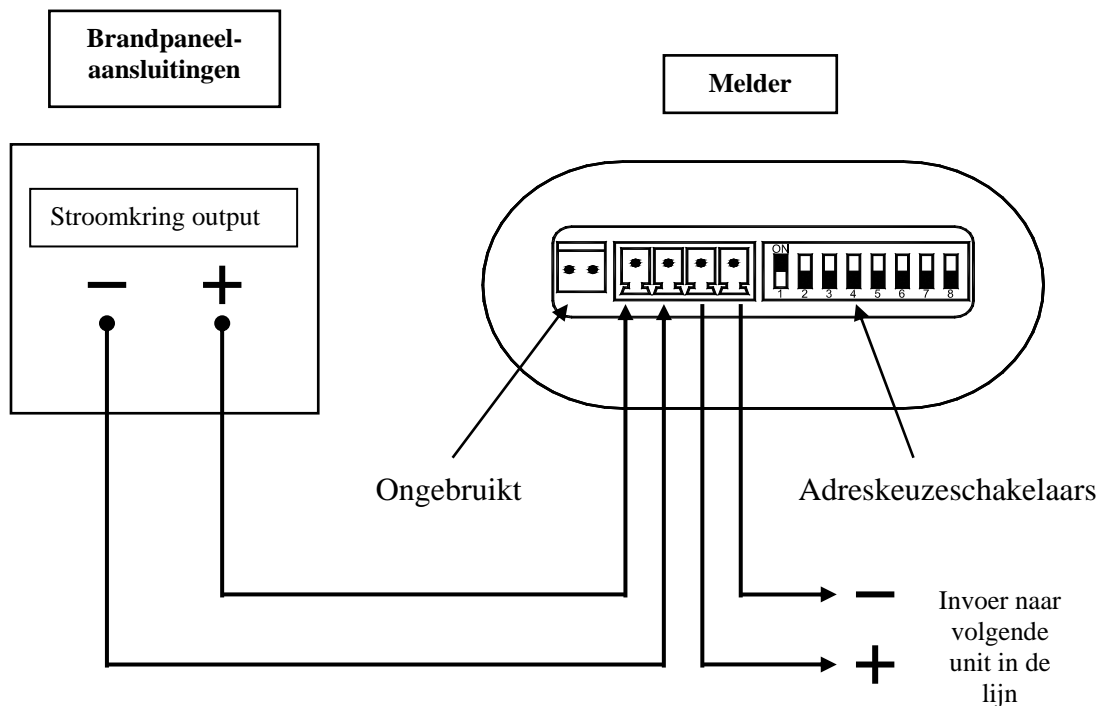 Brandpaneel-
aansluitingen
Melder
Stroomkring output
− +
ON
1 2 3 4 5 6 7 8
Ongebruikt
Adreskeuzeschakelaars
−
+
Invoer naar
volgende
unit in de
lijn